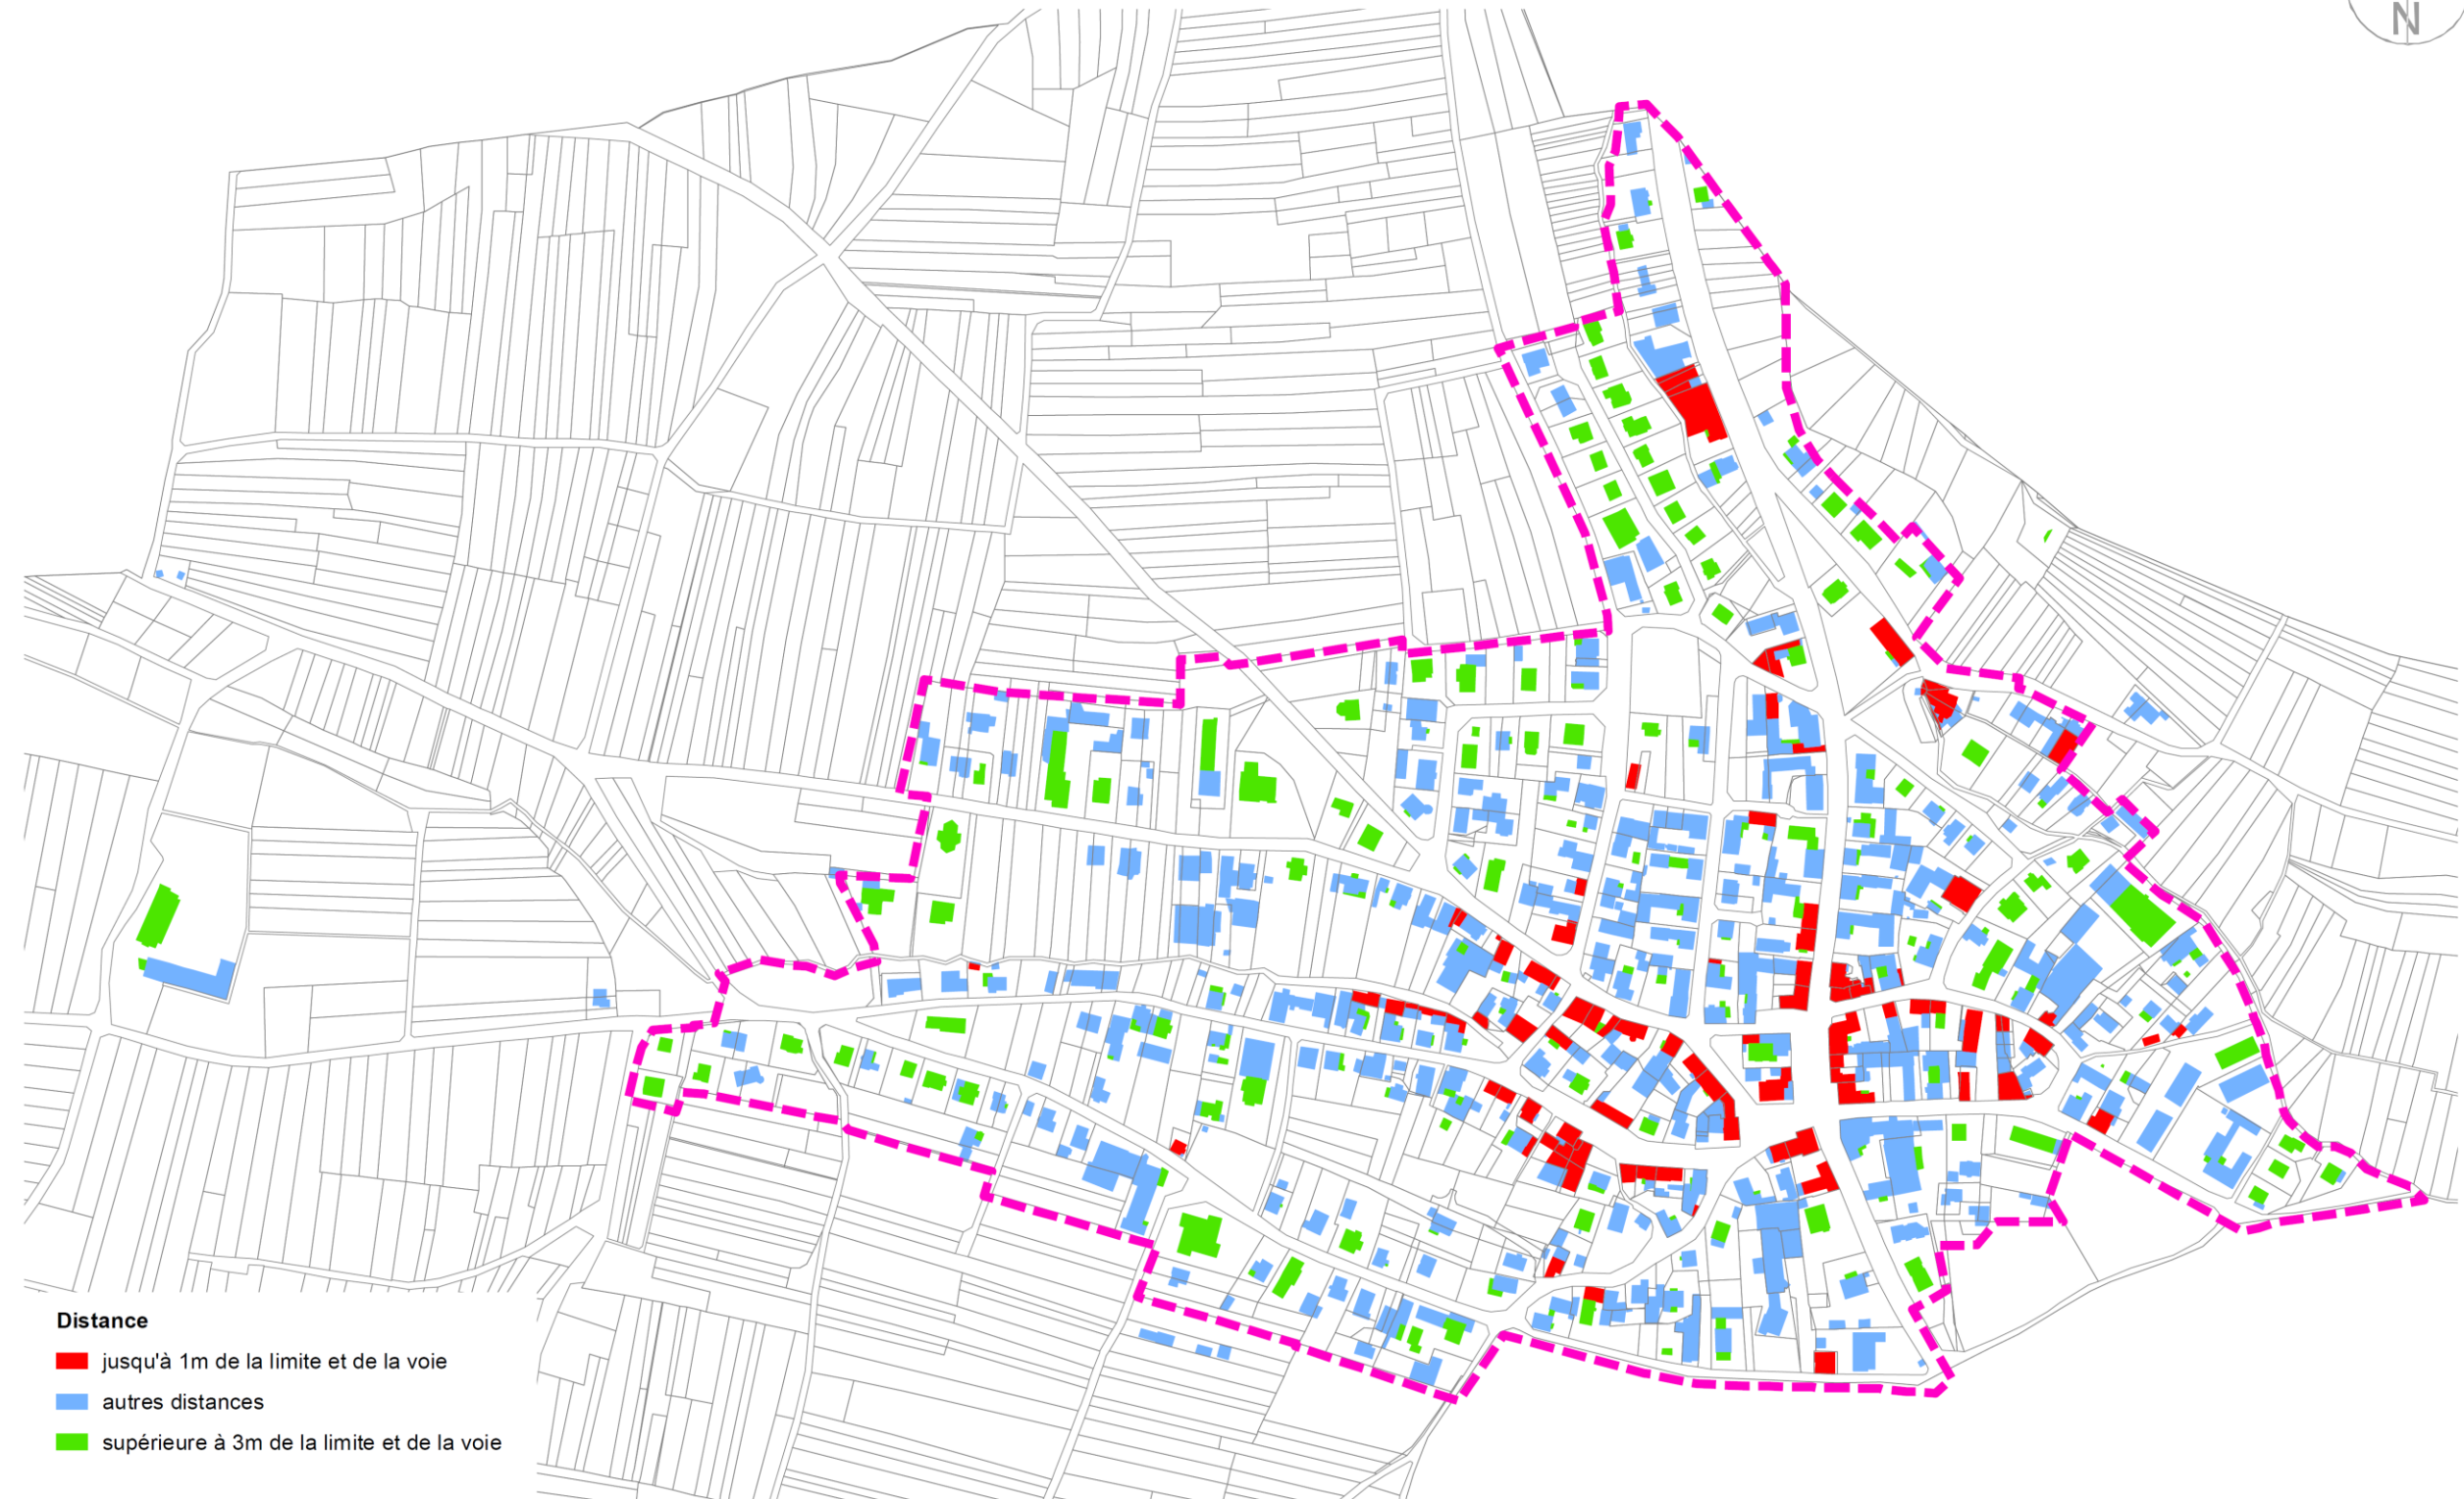 N
Distance
jusqu'à 1m de la limite et de la voie
autres distances
supérieure à 3m de la limite et de la voie